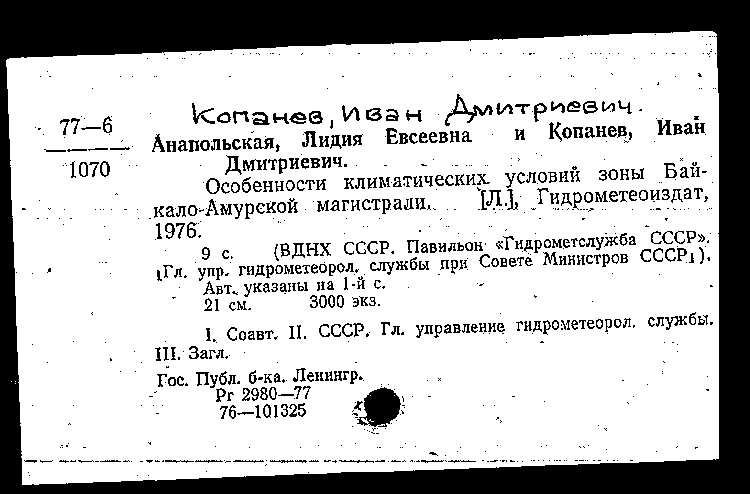 Копанев, Иван Дмитриевич.
77—6
1070
Анапольская, Лидия Евсеевна и Копанев, Иван
Дмитриевич.
Особенности климатических условий зоны Бай-
кало-Амурской магистрали. [Л.], Гидрометеоиздат,
1976.
9 с. (ВДНХ СССР. Павильон «Гидрометслужба СССР».
[Гл. упр. гидрометеорол. службы при Совете Министров СССР]).
Авт. указаны на 1-й с.
21 см. 3000 экз.
I. Соавт. II. СССР. Гл. управление гидрометеорол. службы.
III. Загл.
Гос. Публ. б-ка. Ленингр.
Рг 2980—77
76—101325